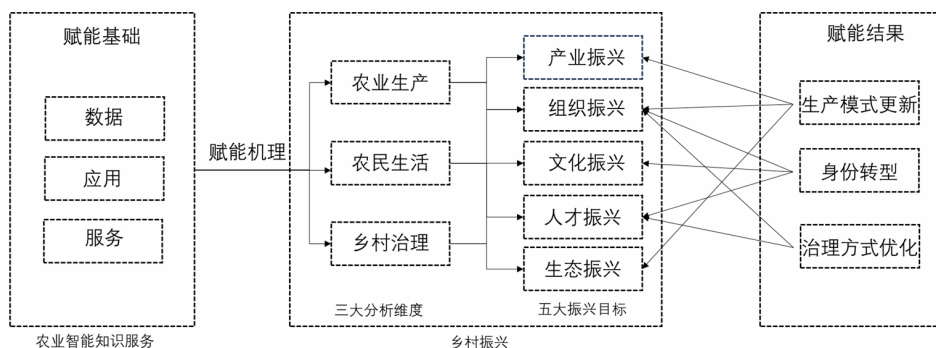 赋能基础
数据
应用
服务
农业智能知识服务
赋能机理
农业生产
农民生活
乡村治理
三大分析维度
产业振兴
组织振兴
文化振兴
人才振兴
生态振兴
五大振兴目标
乡村振兴
赋能结果
生产模式更新
身份转型
治理方式优化